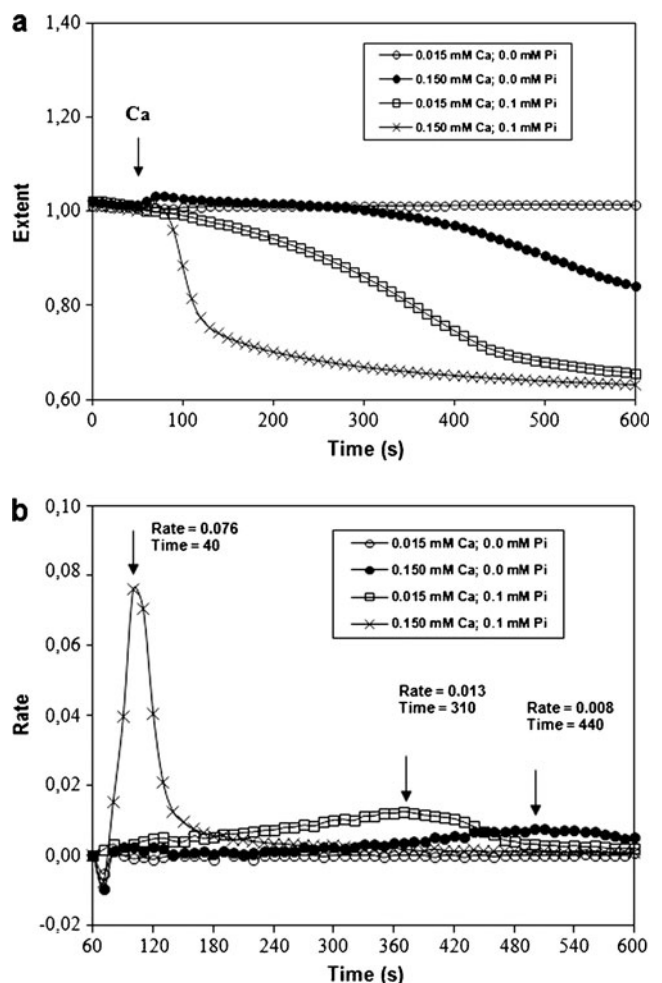 a
1,40
1,20
1,00
0,80
0,60
Extent
Ca
0.015 mM Ca; 0.0 mM Pi
0.150 mM Ca; 0.0 mM Pi
0.015 mM Ca; 0.1 mM Pi
0.150 mM Ca; 0.1 mM Pi
0 100 200 300 400 500 600
Time (s)
b
0,10
0,08
0,06
0,04
0,02
0,00
-0,02
Rate
Rate = 0.076
Time = 40
0.015 mM Ca; 0.0 mM Pi
0.150 mM Ca; 0.0 mM Pi
0.015 mM Ca; 0.1 mM Pi
0.150 mM Ca; 0.1 mM Pi
Rate = 0.013
Time = 310
Rate = 0.008
Time = 440
60 120 180 240 300 360 420 480 540 600
Time (s)